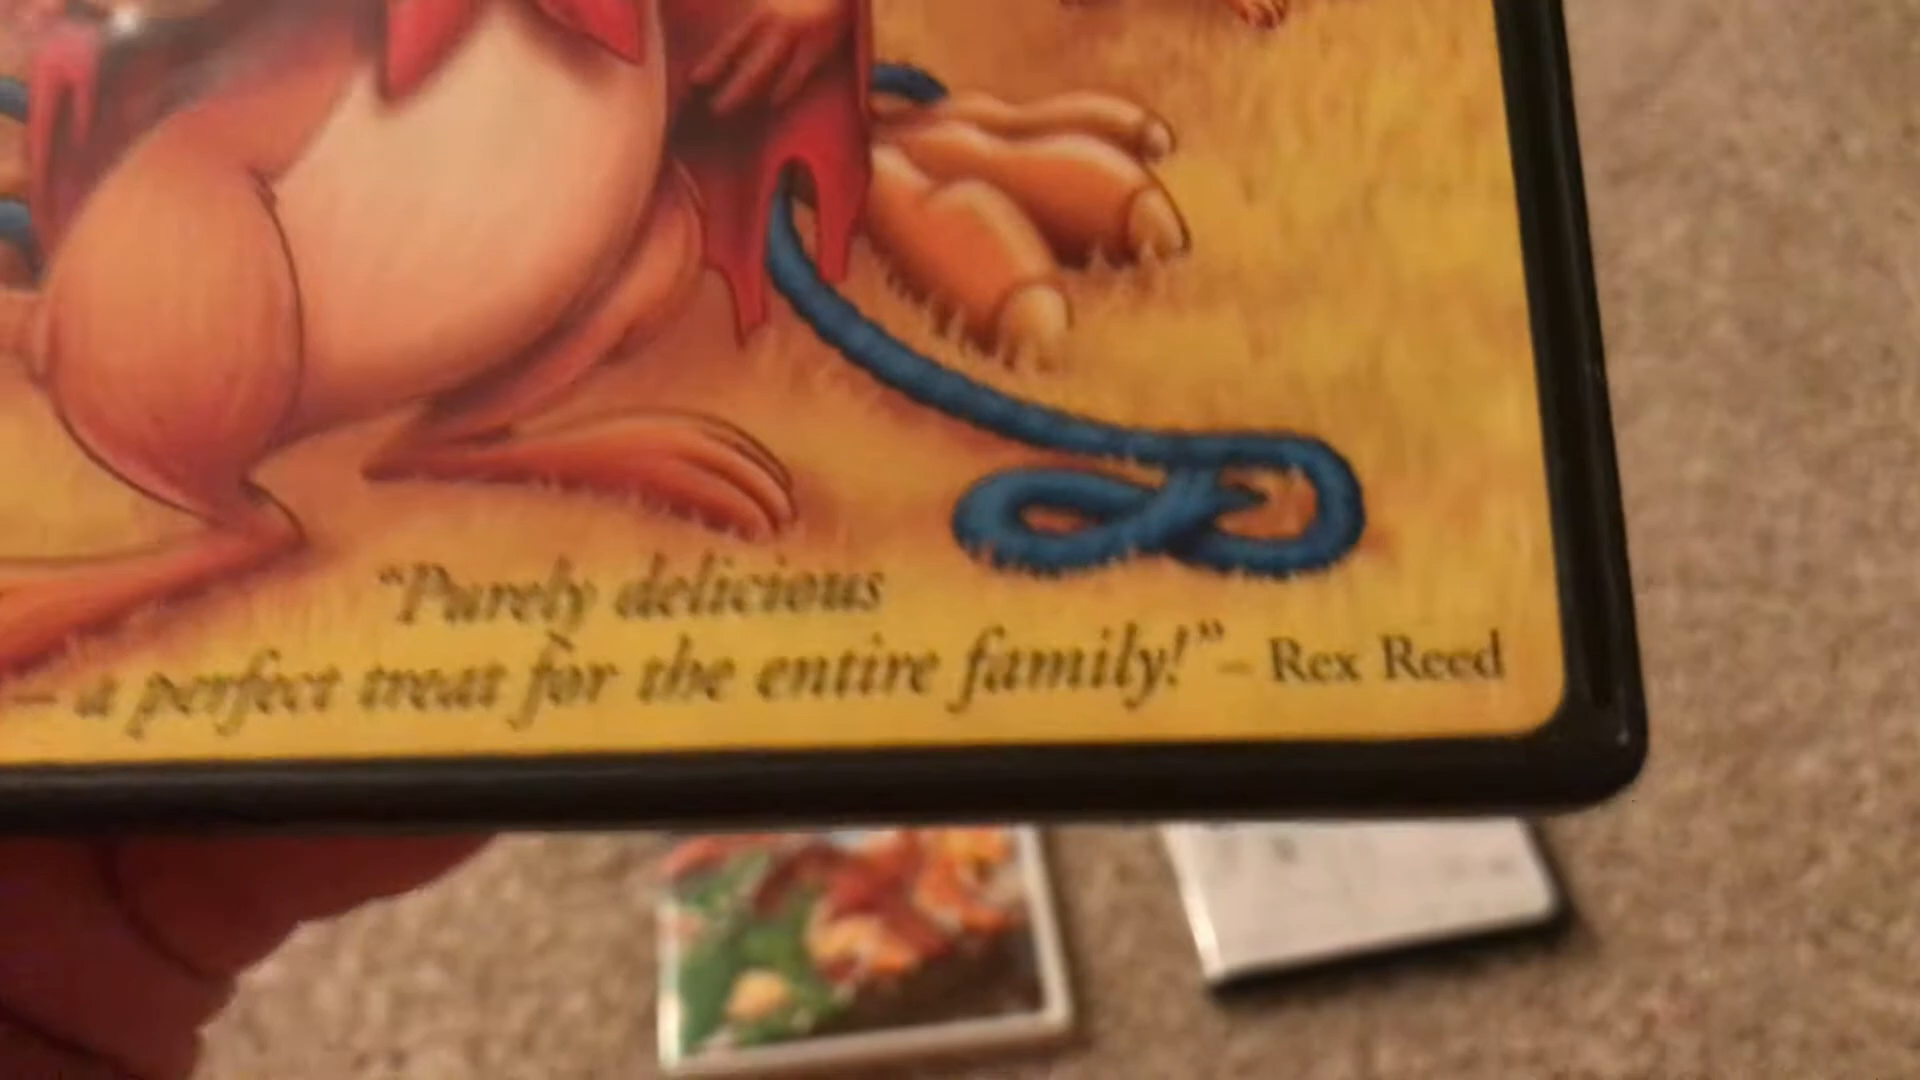 “Purely delicious
– a perfect treat for the entire family!” – Rex Reed